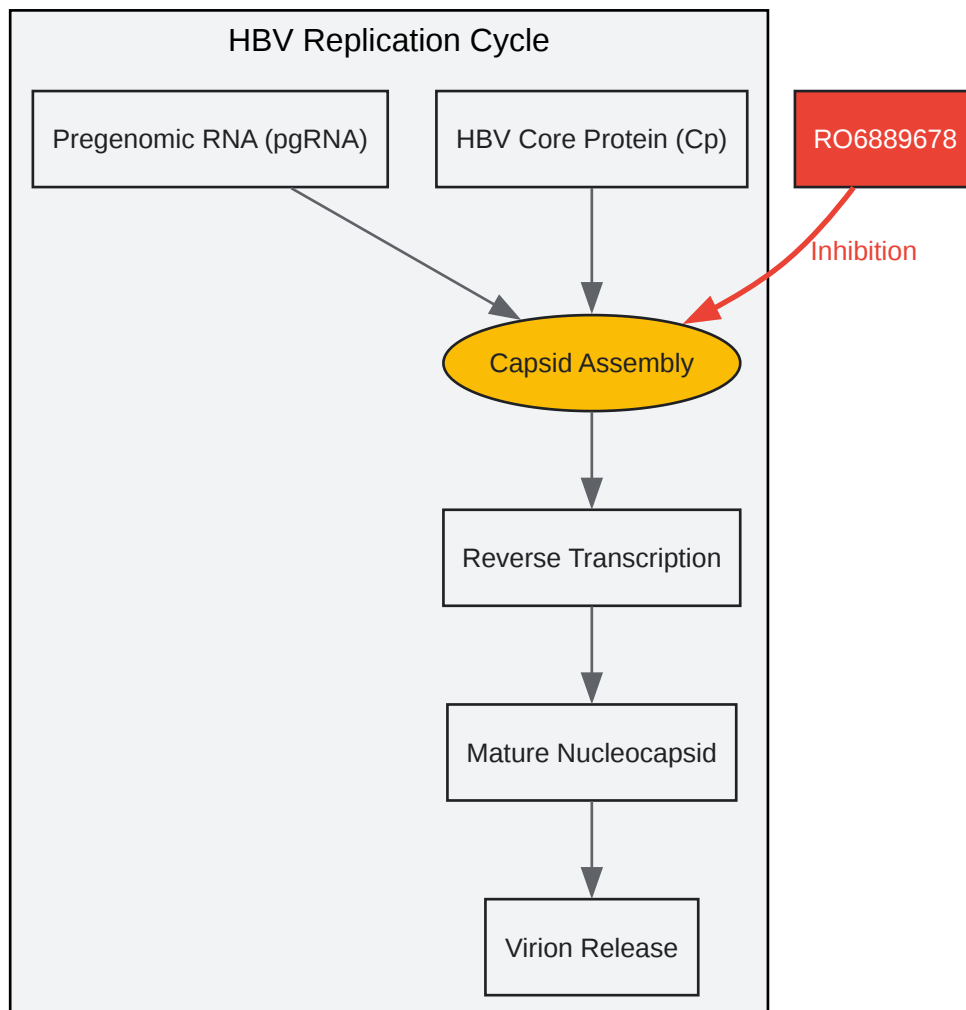 HBV Replication Cycle
Pregenomic RNA (pgRNA)
HBV Core Protein (Cp)
RO6889678
Inhibition
Capsid Assembly
Reverse Transcription
Mature Nucleocapsid
Virion Release